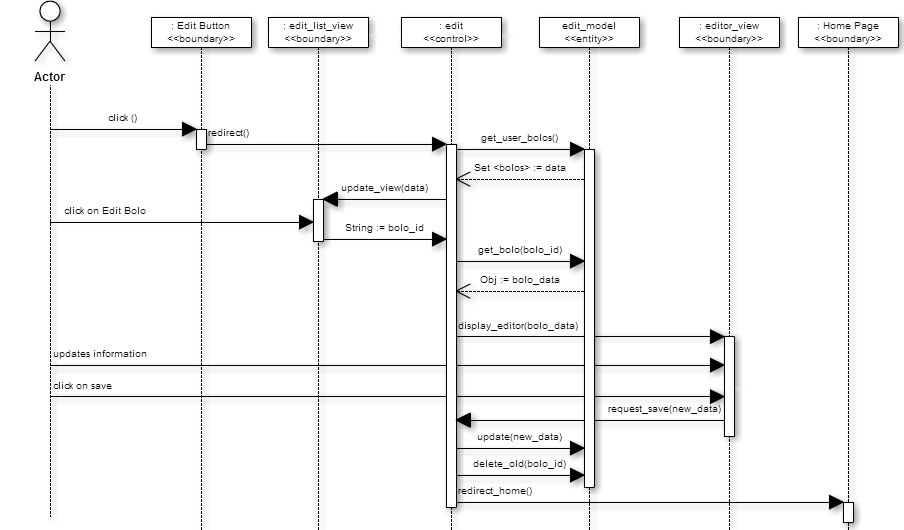 : Edit Button
<<boundary>>
: edit_list_view
<<boundary>>
: edit
<<control>>
edit_model
<<entity>>
: editor_view
<<boundary>>
: Home Page
<<boundary>>
Actor
click ()
redirect()
get_user_bolos()
Set <bolos> := data
update_view(data)
click on Edit Bolo
String := bolo_id
get_bolo(bolo_id)
Obj := bolo_data
display_editor(bolo_data)
updates information
click on save
request_save(new_data)
update(new_data)
delete_old(bolo_id)
redirect_home()